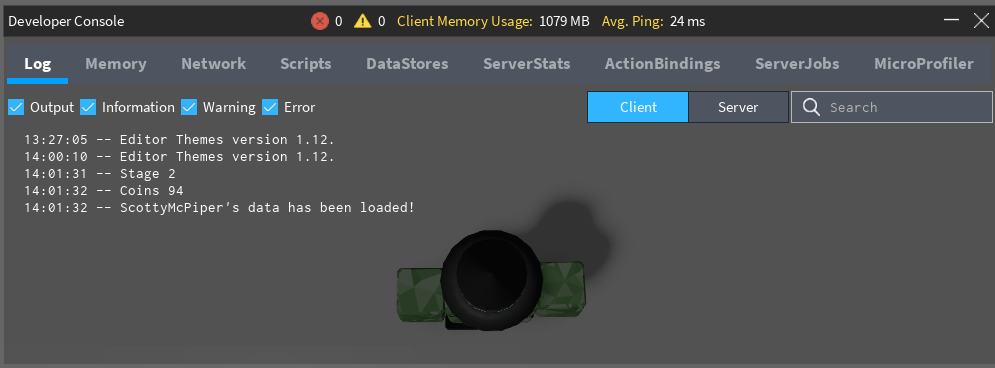 Developer Console 0 0 Client Memory Usage: 1079 MB Avg. Ping: 24 ms
Log Memory Network Scripts DataStores ServerStats ActionBindings ServerJobs MicroProfiler
Output Information Warning Error Client Server Search
13:27:05 -- Editor Themes version 1.12.
14:00:10 -- Editor Themes version 1.12.
14:01:31 -- Stage 2
14:01:32 -- Coins 94
14:01:32 -- ScottyMcPiper's data has been loaded!